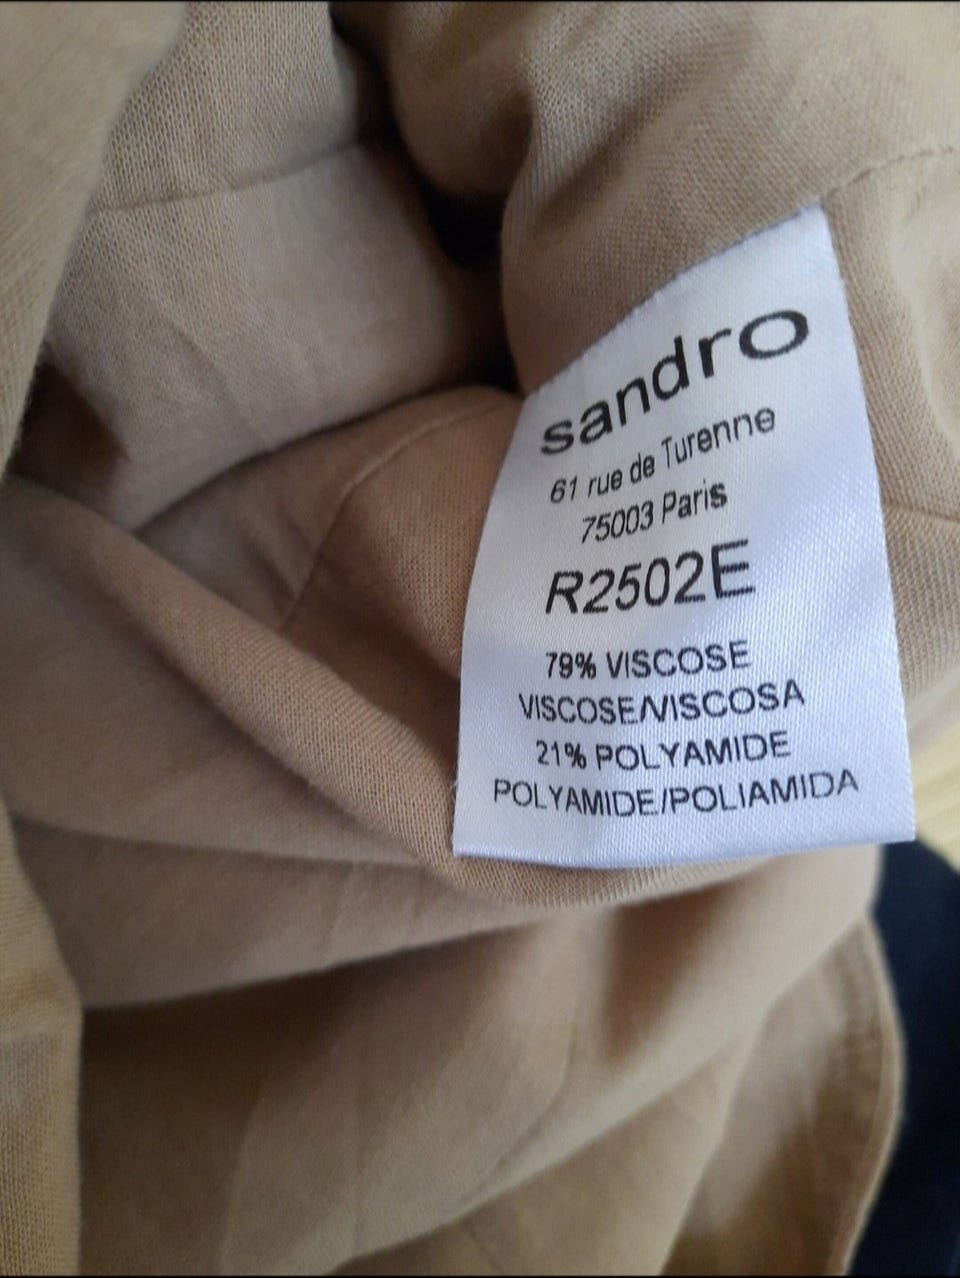 sandro
61 rue de Turenne
75003 Paris
R2502E
79% VISCOSE
VISCOSE/VISCOSA
21% POLYAMIDE
POLYAMIDE/POLIAMIDA